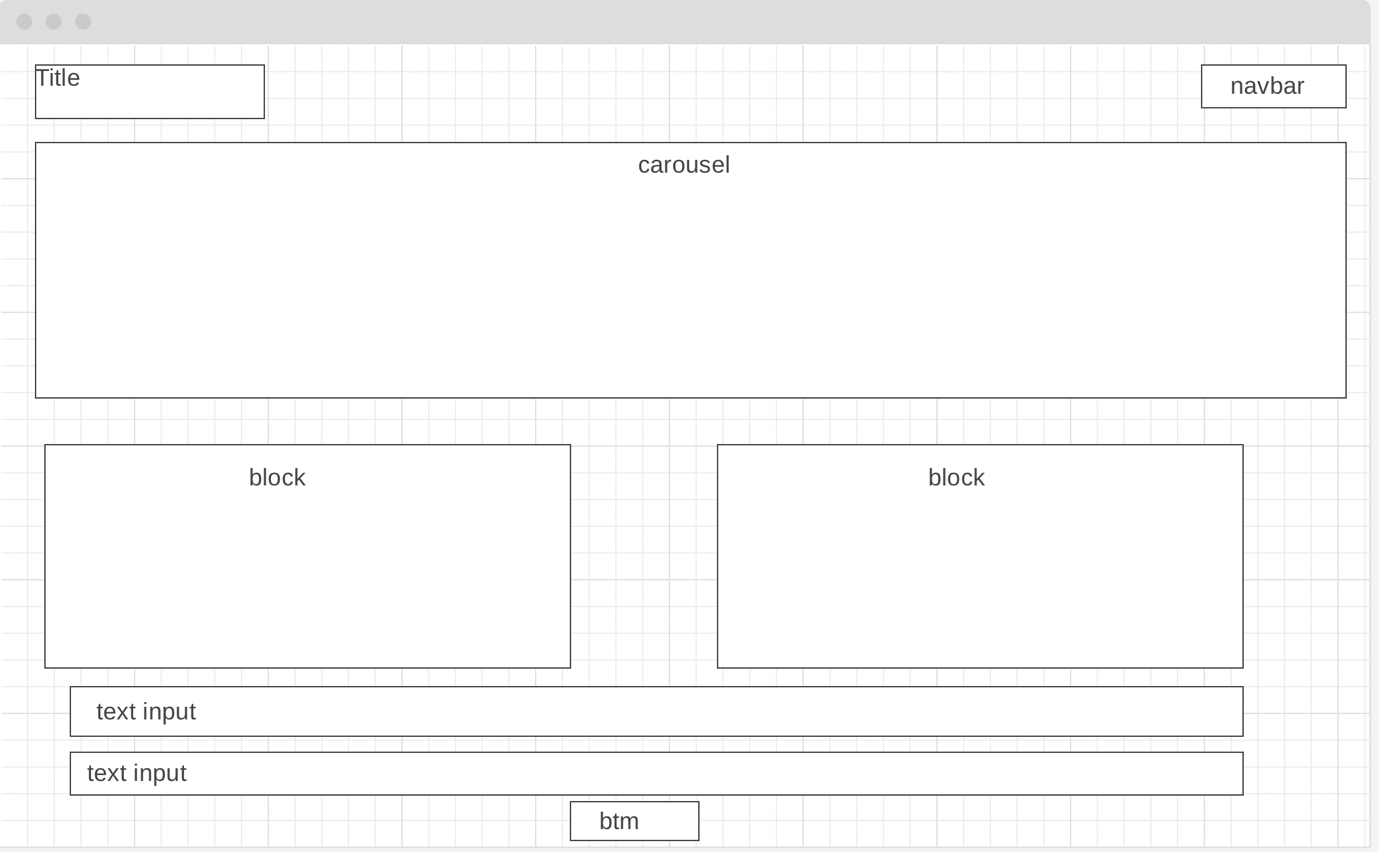 Title
navbar
carousel
block
block
text input
text input
btm